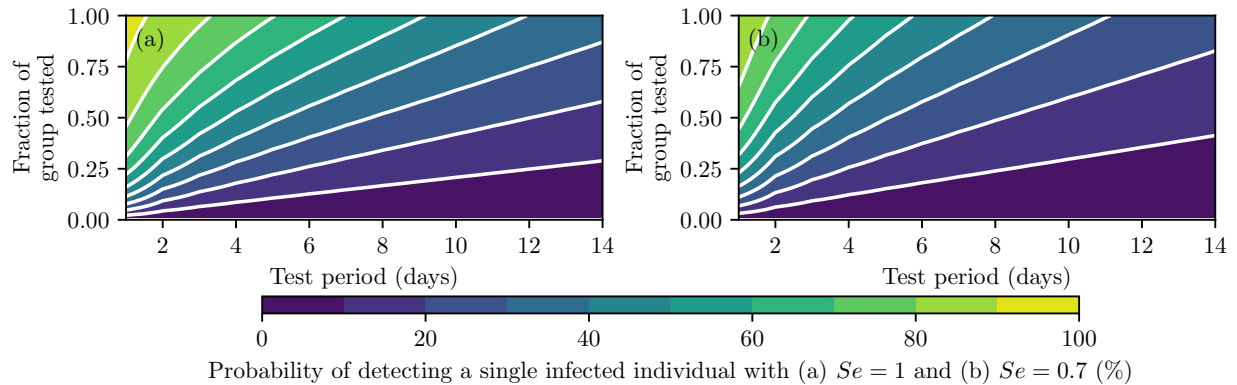 (a)
Fraction of
group tested
1.00
0.75
0.50
0.25
0.00
2 4 6 8 10 12 14
Test period (days)
(b)
Fraction of
group tested
1.00
0.75
0.50
0.25
0.00
2 4 6 8 10 12 14
Test period (days)
0 20 40 60 80 100
Probability of detecting a single infected individual with (a) Se = 1 and (b) Se = 0.7 (%)